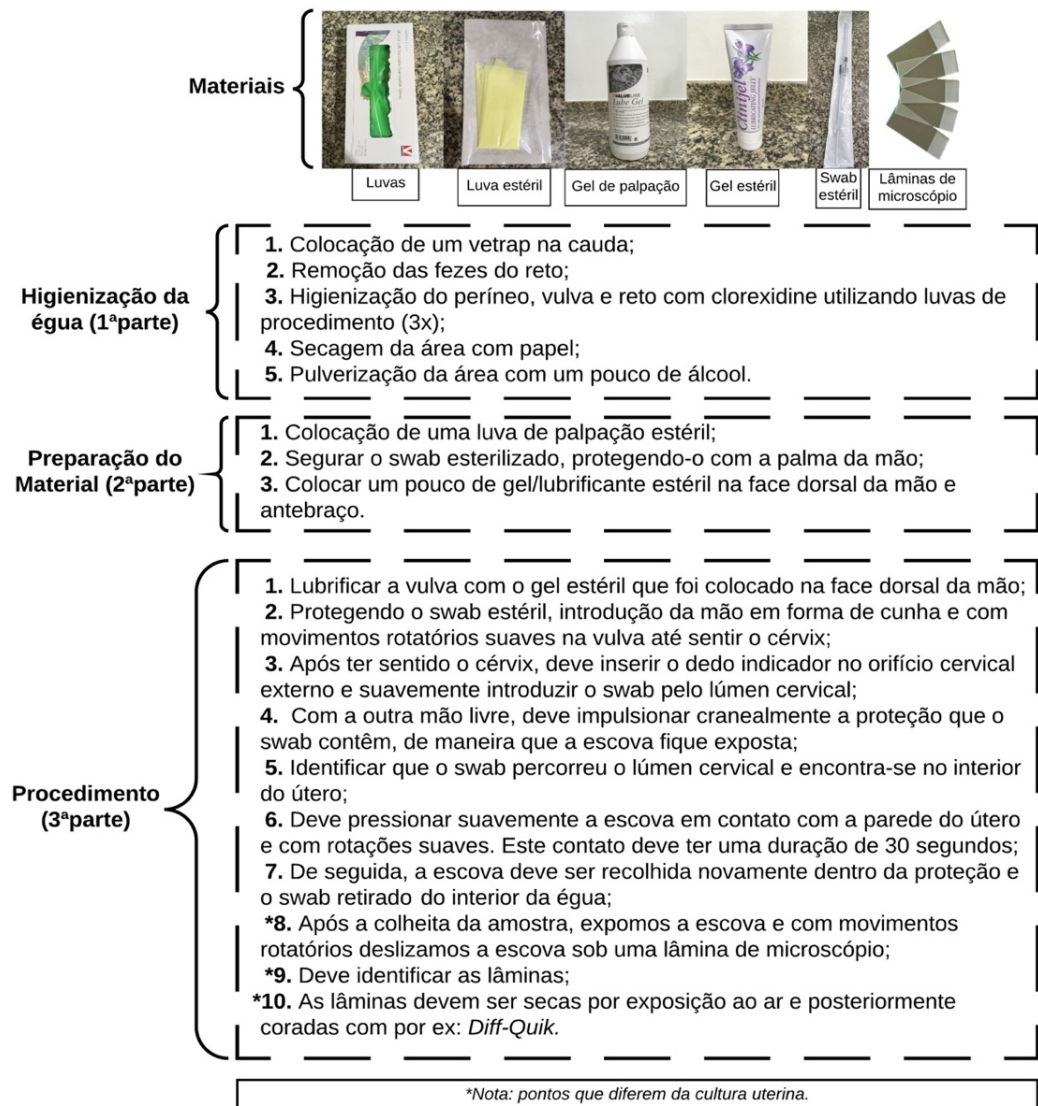 Materiais
VALUE LINE
Lube Gel
Clinijel
LUBRICATING JELLY
Luvas
Luva estéril
Gel de palpação
Gel estéril
Swab
estéril
Lâminas de
microscópio
Higienização da
égua (1ªparte)
1. Colocação de um vetrap na cauda;
2. Remoção das fezes do reto;
3. Higienização do períneo, vulva e reto com clorexidine utilizando luvas de
procedimento (3x);
4. Secagem da área com papel;
5. Pulverização da área com um pouco de álcool.
Preparação do
Material (2ªparte)
1. Colocação de uma luva de palpação estéril;
2. Segurar o swab esterilizado, protegendo-o com a palma da mão;
3. Colocar um pouco de gel/lubrificante estéril na face dorsal da mão e
antebraço.
Procedimento
(3ªparte)
1. Lubrificar a vulva com o gel estéril que foi colocado na face dorsal da mão;
2. Protegendo o swab estéril, introdução da mão em forma de cunha e com
movimentos rotatórios suaves na vulva até sentir o cérvix;
3. Após ter sentido o cérvix, deve inserir o dedo indicador no orifício cervical
externo e suavemente introduzir o swab pelo lúmen cervical;
4. Com a outra mão livre, deve impulsionar cranealmente a proteção que o
swab contêm, de maneira que a escova fique exposta;
5. Identificar que o swab percorreu o lúmen cervical e encontra-se no interior
do útero;
6. Deve pressionar suavemente a escova em contato com a parede do útero
e com rotações suaves. Este contato deve ter uma duração de 30 segundos;
7. De seguida, a escova deve ser recolhida novamente dentro da proteção e
o swab retirado do interior da égua;
*8. Após a colheita da amostra, expomos a escova e com movimentos
rotatórios deslizamos a escova sob uma lâmina de microscópio;
*9. Deve identificar as lâminas;
*10. As lâminas devem ser secas por exposição ao ar e posteriormente
coradas com por ex: Diff-Quik.
*Nota: pontos que diferem da cultura uterina.